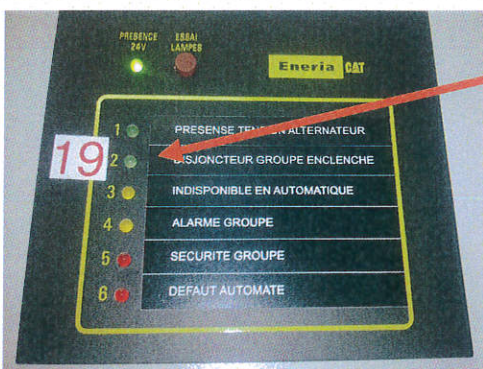 PRESENCE 24V
ESSAI LAMPES
Eneria CAT
1 PRESENSE TENSION ALTERNATEUR
19
2 DISJONCTEUR GROUPE ENCLENCHE
3 INDISPONIBLE EN AUTOMATIQUE
4 ALARME GROUPE
5 SECURITE GROUPE
6 DEFAUT AUTOMATE